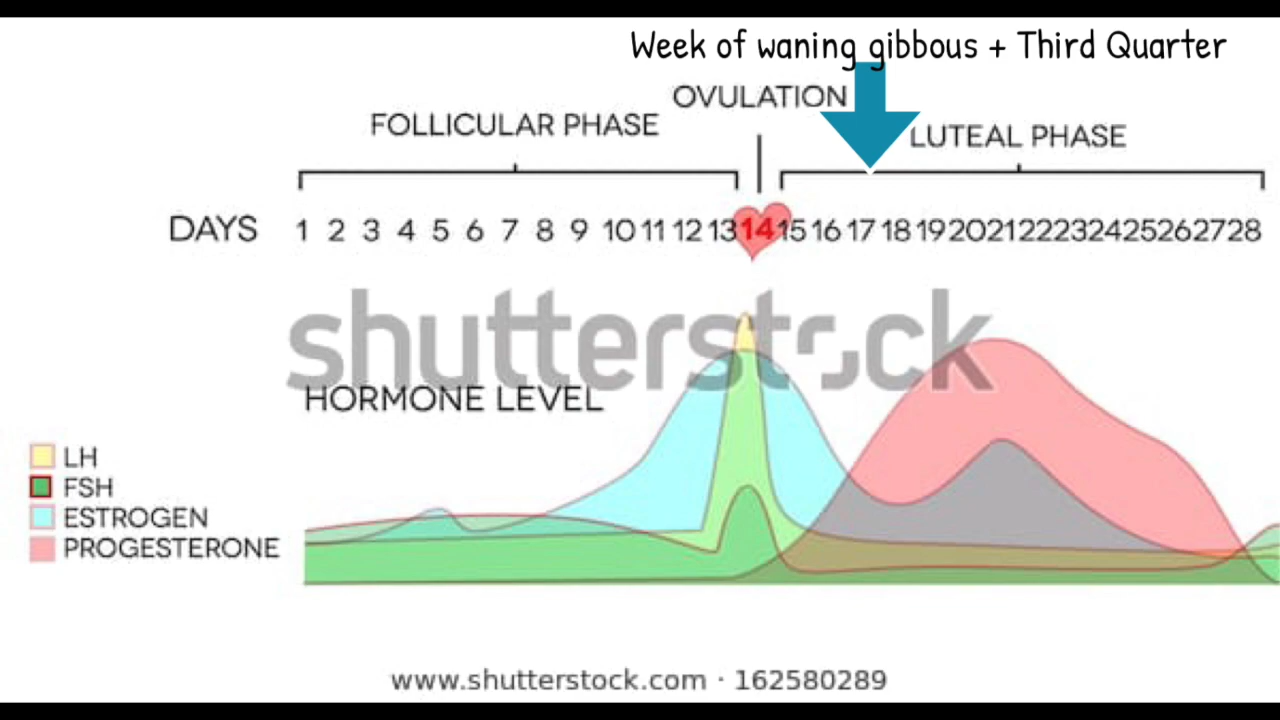 Week of waning gibbous + Third Quarter
OVULATION
FOLLICULAR PHASE
LUTEAL PHASE
DAYS 1 2 3 4 5 6 7 8 9 10 11 12 13 14 15 16 17 18 19 20 21 22 23 24 25 26 27 28
shutterstock
HORMONE LEVEL
LH
FSH
ESTROGEN
PROGESTERONE
www.shutterstock.com · 162580289